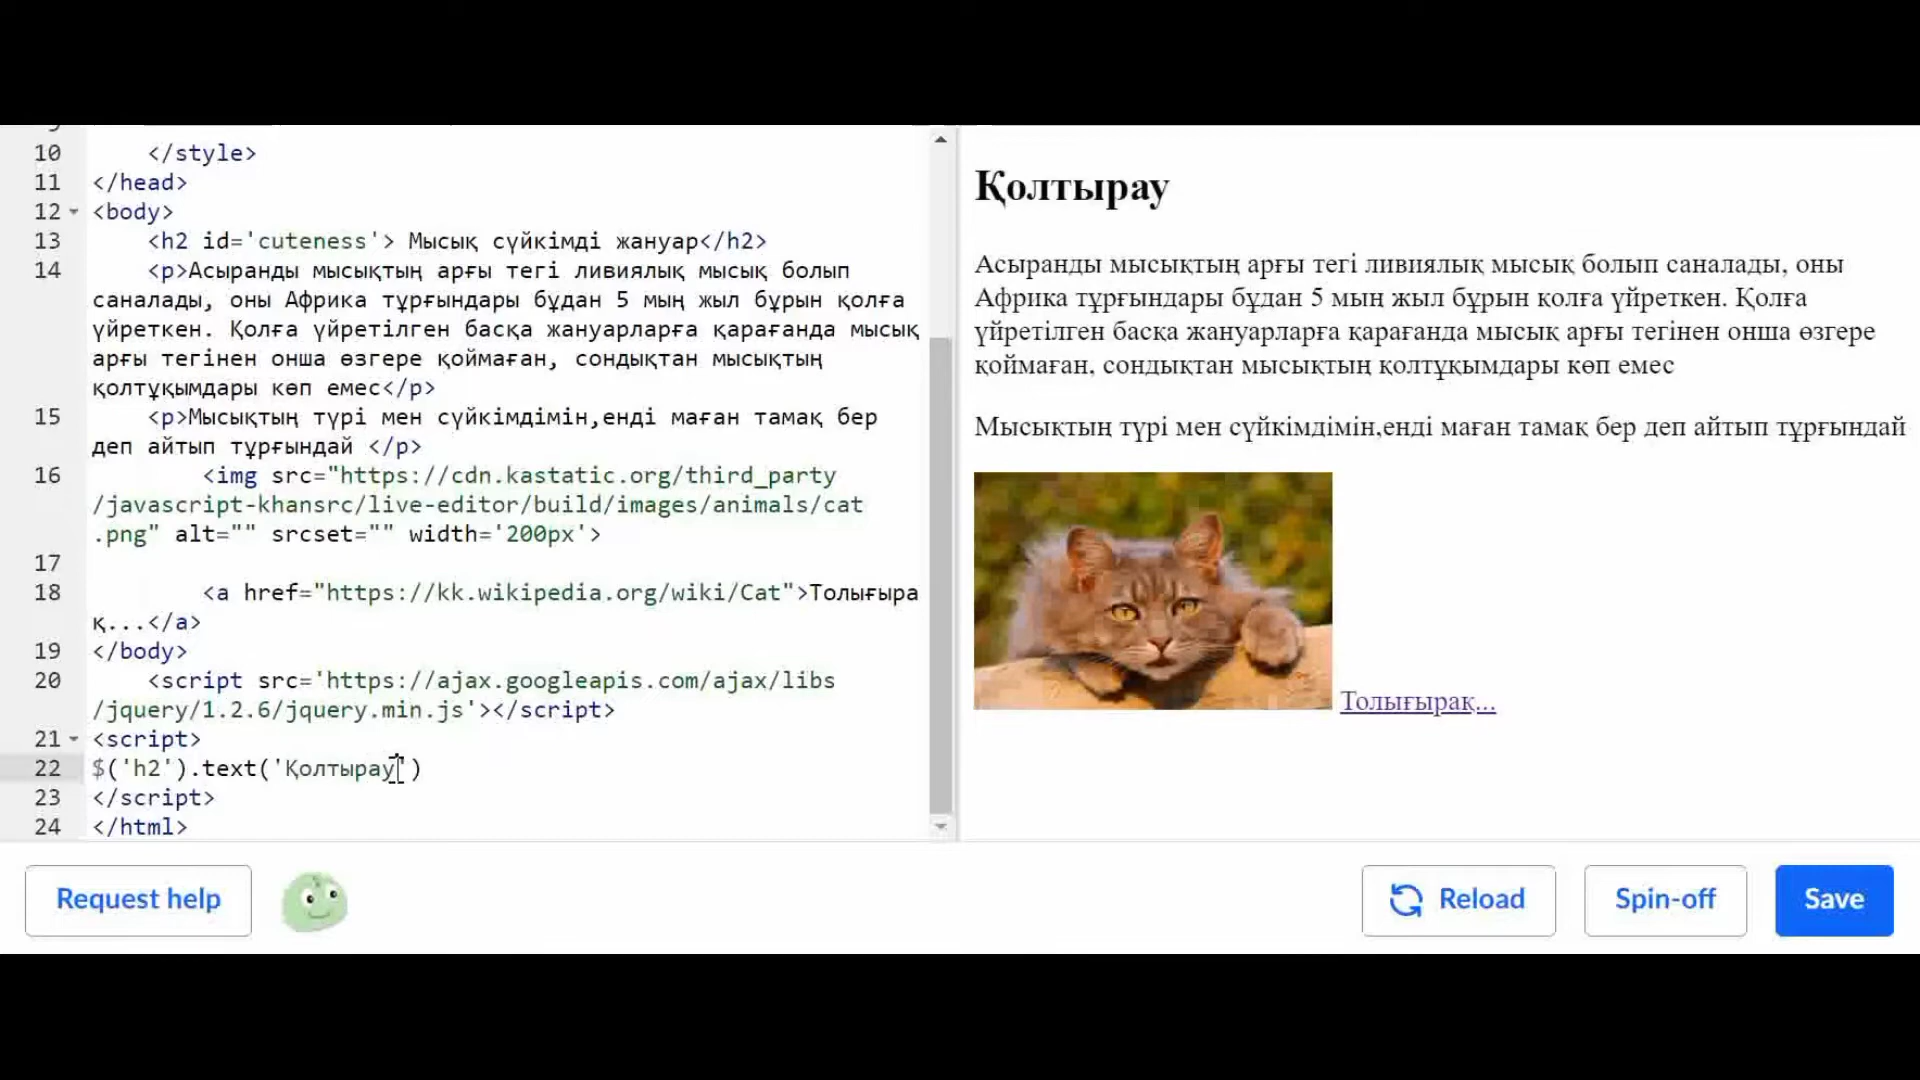 10 </style>
11 </head>
12 <body>
13 <h2 id='cuteness'> Мысық сүйкімді жануар</h2>
14 <p>Асыранды мысықтың арғы тегі ливиялық мысық болып
саналады, оны Африка тұрғындары бұдан 5 мың жыл бұрын қолға
үйреткен. Қолға үйретілген басқа жануарларға қарағанда мысық
арғы тегінен онша өзгере қоймаған, сондықтан мысықтың
қолтұқымдары көп емес</p>
15 <p>Мысықтың түрі мен сүйкімдімін,енді маған тамақ бер
деп айтып тұрғындай </p>
16 <img src="https://cdn.kastatic.org/third_party
/javascript-khansrc/live-editor/build/images/animals/cat
.png" alt="" srcset="" width='200px'>
17
18 <a href="https://kk.wikipedia.org/wiki/Cat">Толығыра
қ...</a>
19 </body>
20 <script src='https://ajax.googleapis.com/ajax/libs
/jquery/1.2.6/jquery.min.js'></script>
21 <script>
22 $('h2').text('Қолтырау')
23 </script>
24 </html>
Қолтырау
Асыранды мысықтың арғы тегі ливиялық мысық болып саналады, оны
Африка тұрғындары бұдан 5 мың жыл бұрын қолға үйреткен. Қолға
үйретілген басқа жануарларға қарағанда мысық арғы тегінен онша өзгере
қоймаған, сондықтан мысықтың қолтұқымдары көп емес
Мысықтың түрі мен сүйкімдімін,енді маған тамақ бер деп айтып тұрғындай
Толығырақ...
Request help
Reload
Spin-off
Save